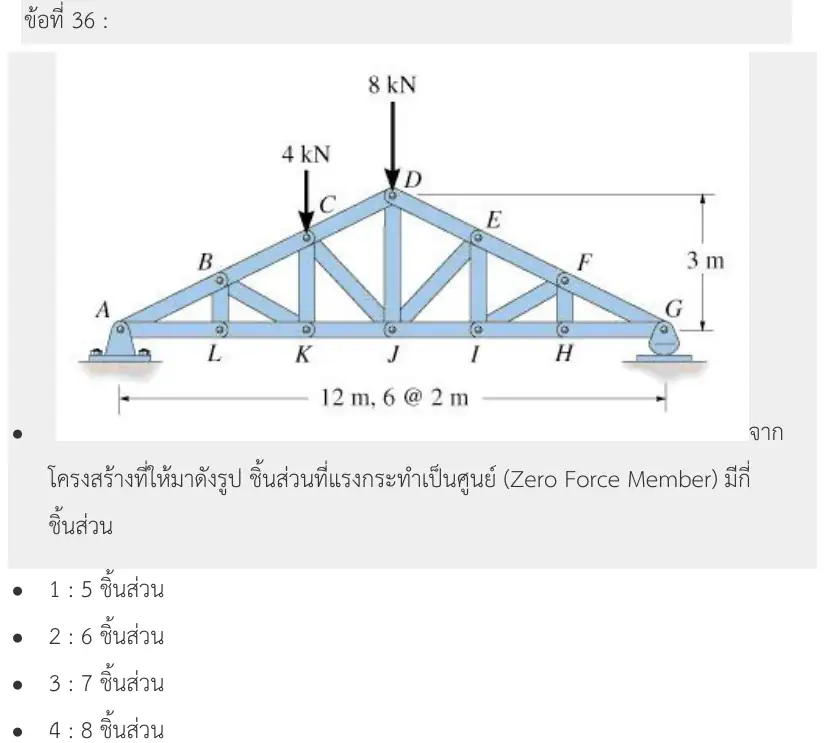 ข้อที่ 36 :
8 kN
4 kN
D
C
E
B
F
3 m
A
G
L K J I H
12 m, 6 @ 2 m
จาก
โครงสร้างที่ให้มาดังรูป ชิ้นส่วนที่แรงกระทำเป็นศูนย์ (Zero Force Member) มีกี่
ชิ้นส่วน
1 : 5 ชิ้นส่วน
2 : 6 ชิ้นส่วน
3 : 7 ชิ้นส่วน
4 : 8 ชิ้นส่วน